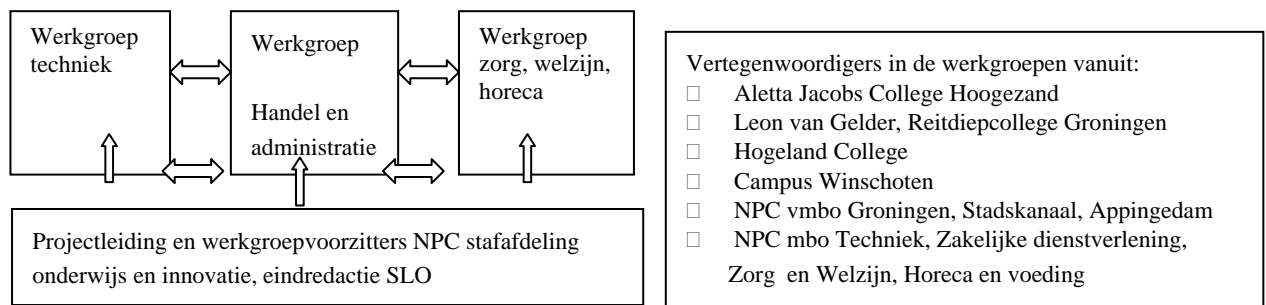 Werkgroep
techniek
Werkgroep
Handel en
administratie
Werkgroep
zorg, welzijn,
horeca
Projectleiding en werkgroepvoorzitters NPC stafafdeling
onderwijs en innovatie, eindredactie SLO
Vertegenwoordigers in de werkgroepen vanuit:
Aletta Jacobs College Hoogezand
Leon van Gelder, Reitdiepcollege Groningen
Hogeland College
Campus Winschoten
NPC vmbo Groningen, Stadskanaal, Appingedam
NPC mbo Techniek, Zakelijke dienstverlening,
Zorg en Welzijn, Horeca en voeding